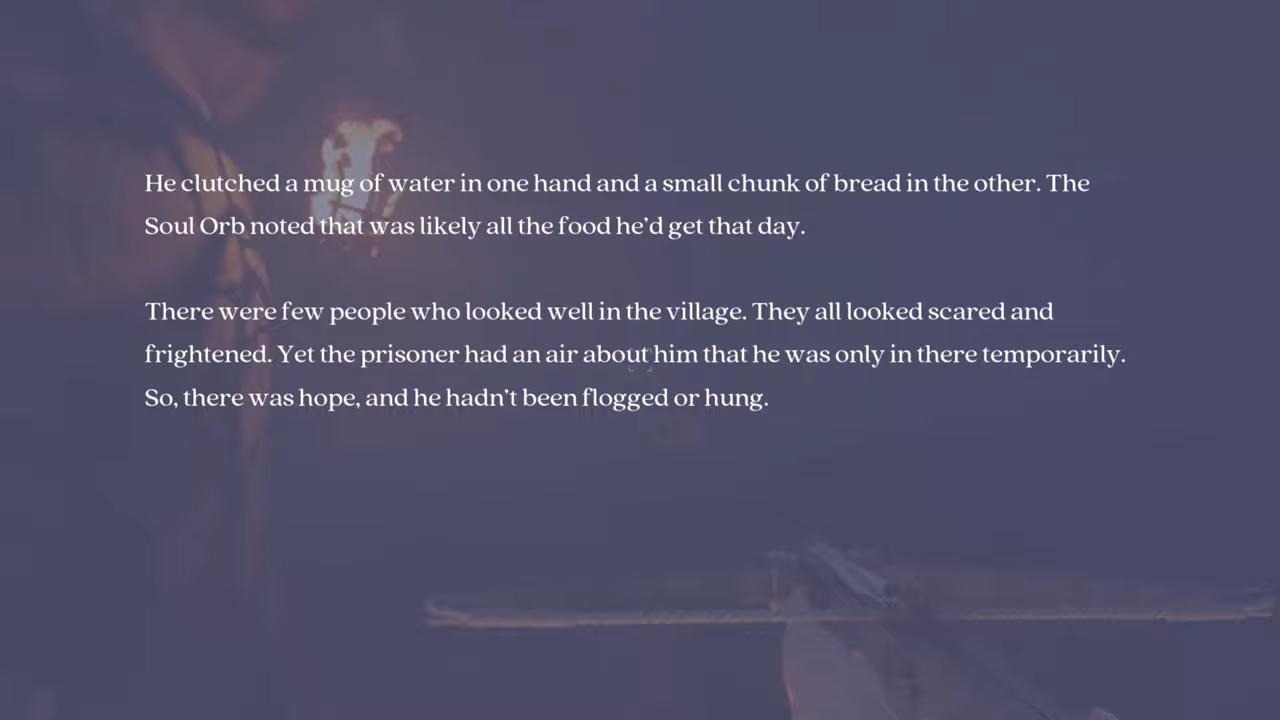 He clutched a mug of water in one hand and a small chunk of bread in the other. The
Soul Orb noted that was likely all the food he’d get that day.
There were few people who looked well in the village. They all looked scared and
frightened. Yet the prisoner had an air about him that he was only in there temporarily.
So, there was hope, and he hadn’t been flogged or hung.